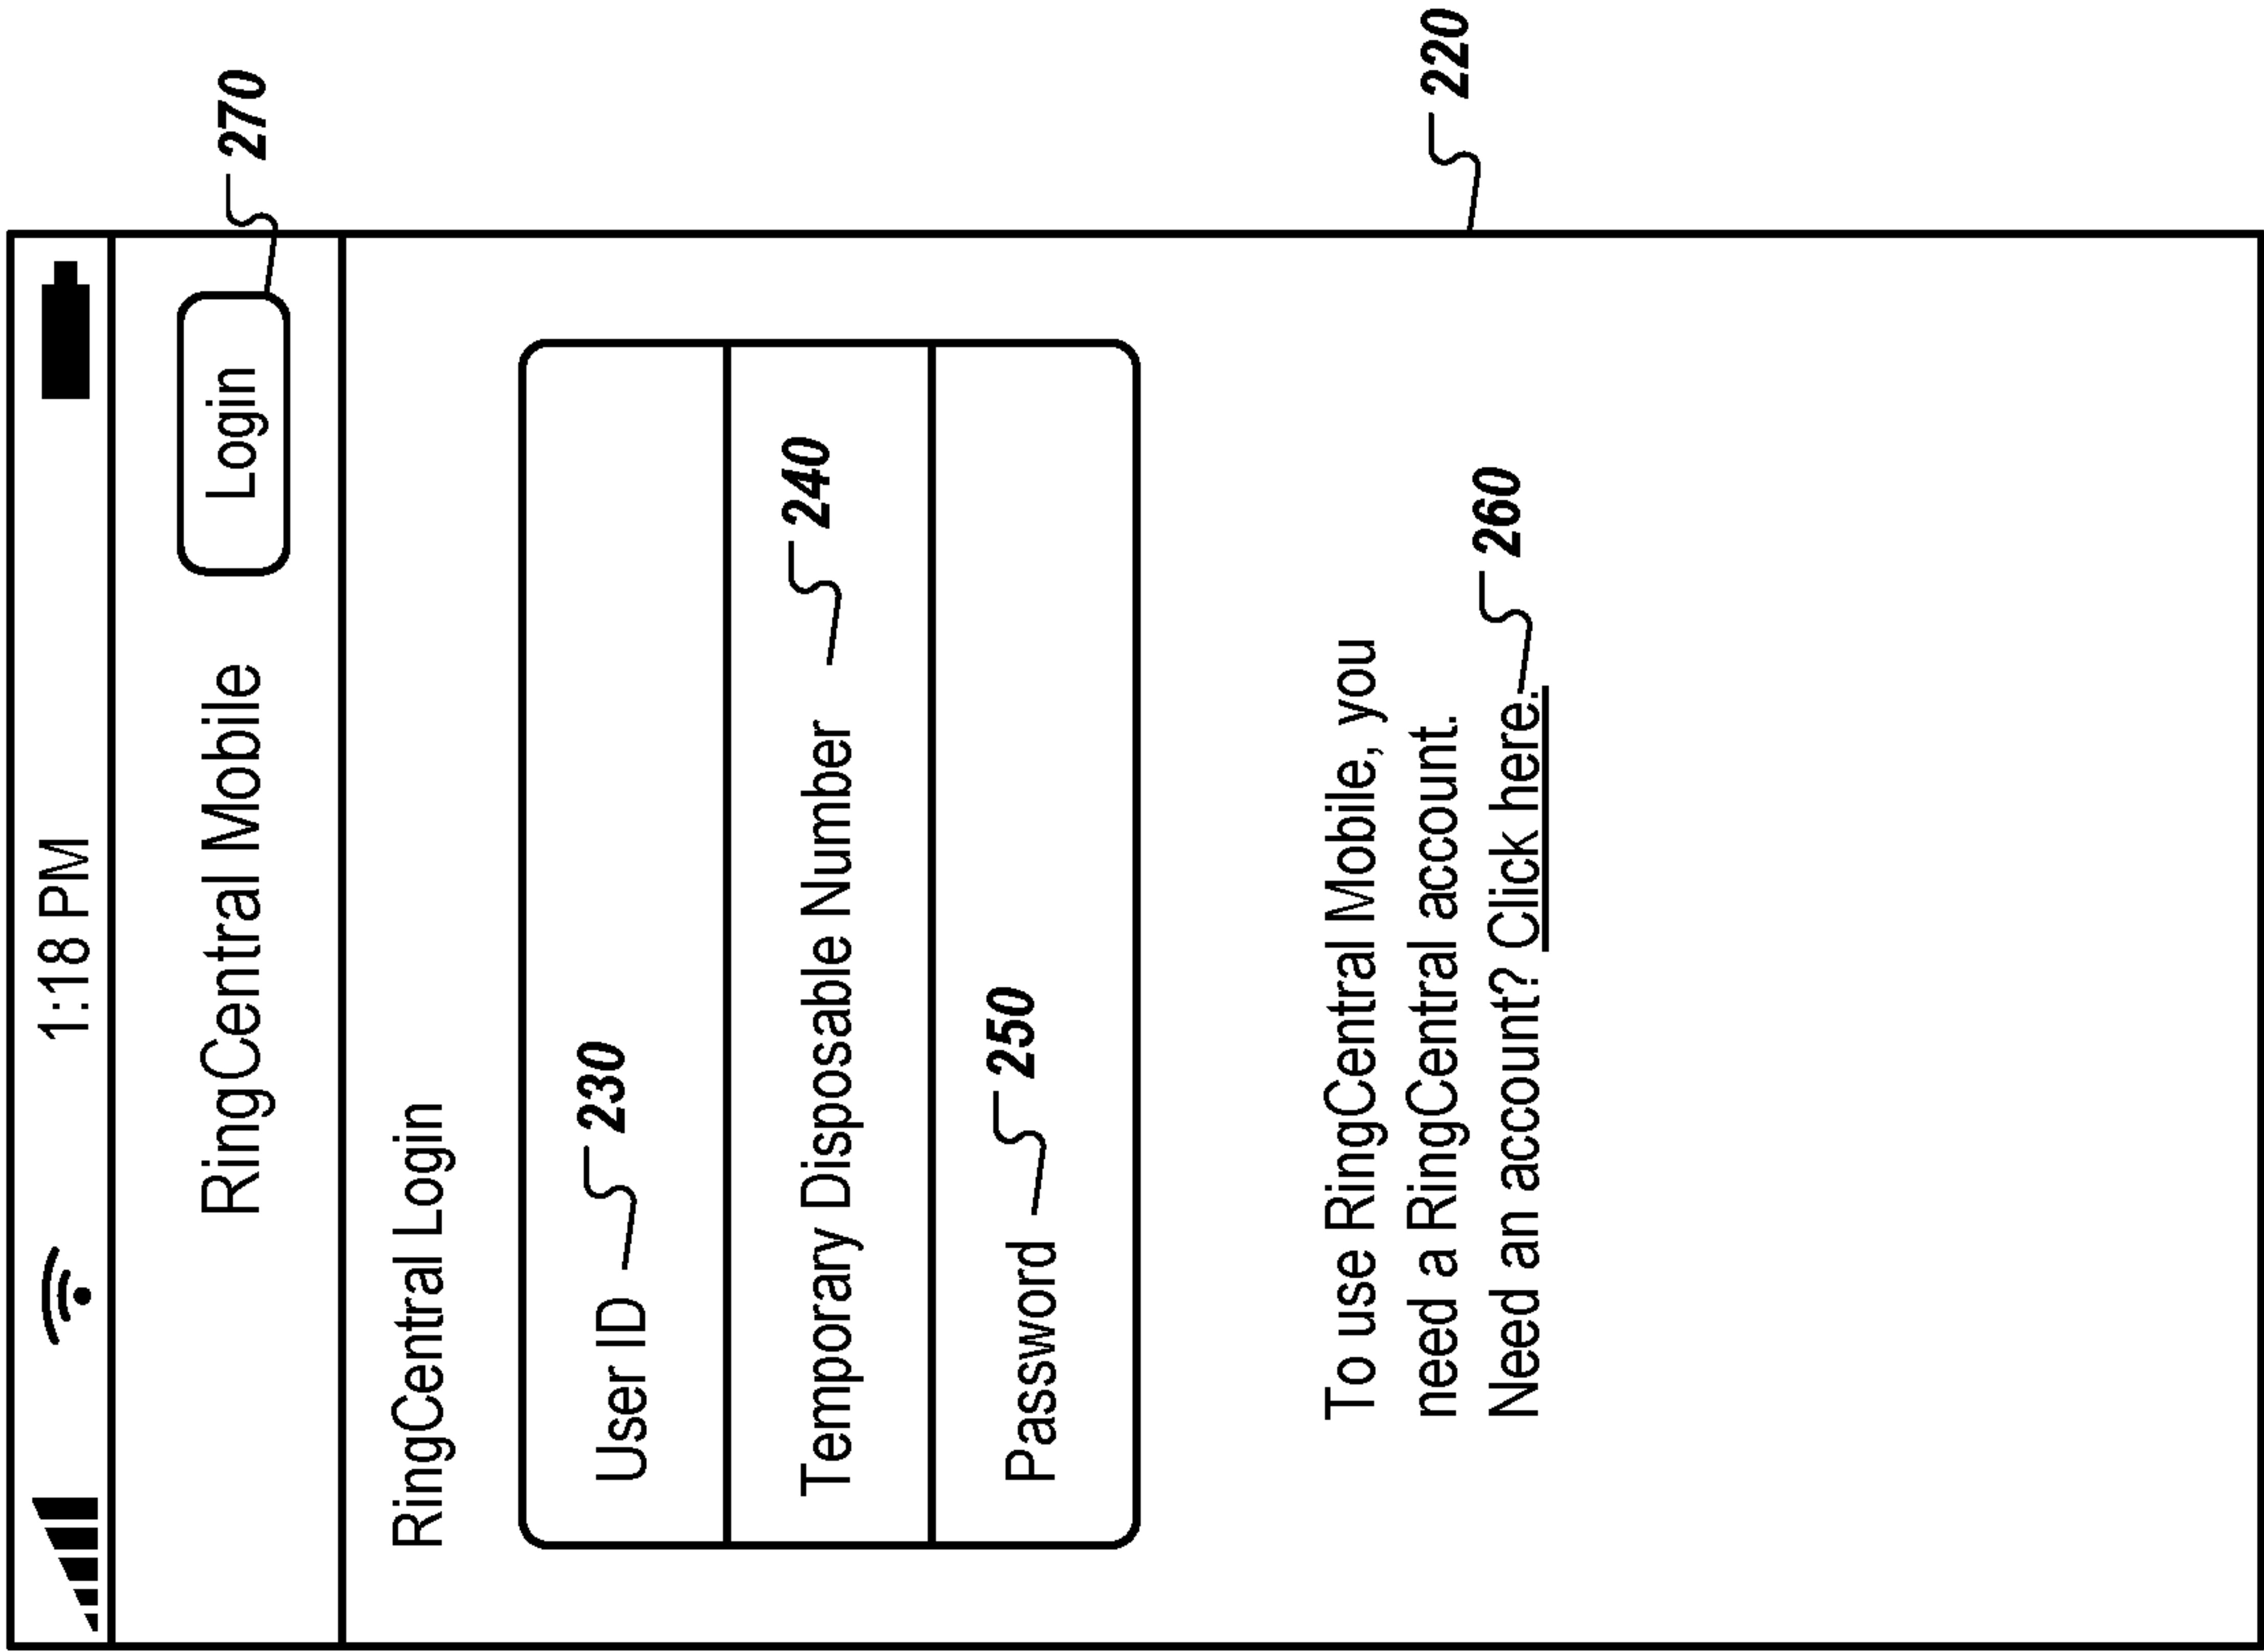 1:18 PM
RingCentral Mobile
Login
270
RingCentral Login
User ID 230
Temporary Disposable Number 240
Password 250
To use RingCentral Mobile, you
need a RingCentral account.
Need an account? Click here. 260
220